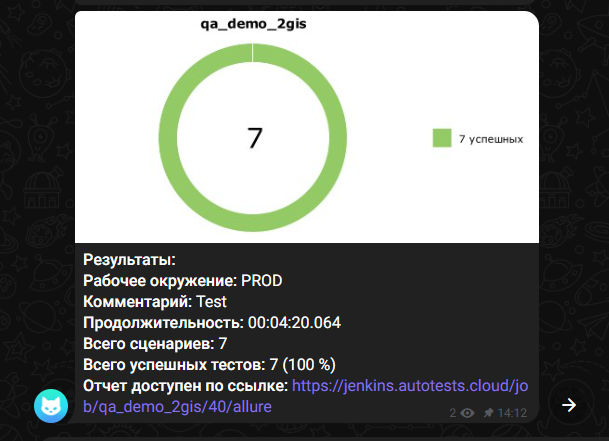 qa_demo_2gis
7
7 успешных
Результаты:
Рабочее окружение: PROD
Комментарий: Test
Продолжительность: 00:04:20.064
Всего сценариев: 7
Всего успешных тестов: 7 (100 %)
Отчет доступен по ссылке: https://jenkins.autotests.cloud/jo
b/qa_demo_2gis/40/allure
2 14:12